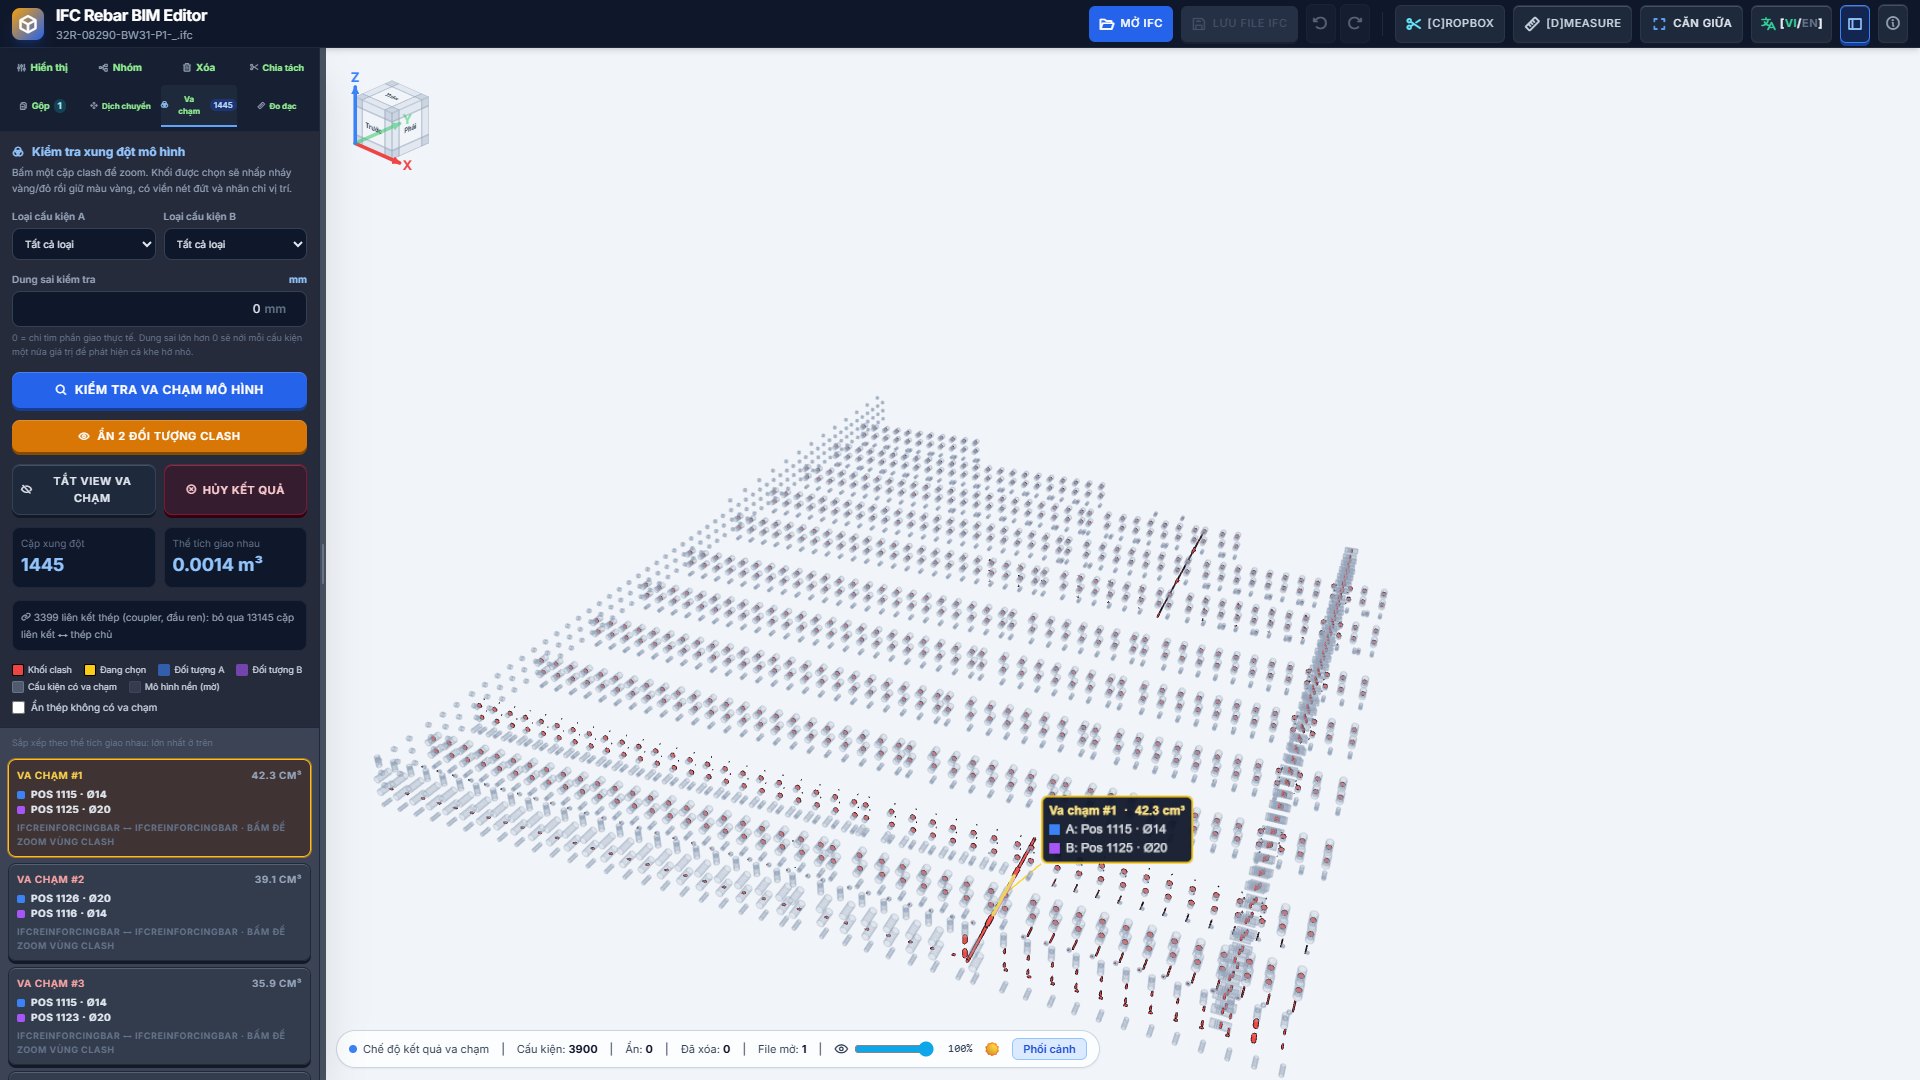 IFC Rebar BIM Editor
32R-08290-BW31-P1-_.ifc
MỞ IFC
LƯU FILE IFC
[C]ROPBOX
[D]MEASURE
CĂN GIỮA
[VI/EN]
Hiển thị
Nhóm
Xóa
Chia tách
Gộp 1
Dịch chuyển
Va chạm 1445
Đo đạc
Kiểm tra xung đột mô hình
Bấm một cặp clash để zoom. Khối được chọn sẽ nhấp nháy
vàng/đỏ rồi giữ màu vàng, có viền nét đứt và nhãn chỉ vị trí.
Loại cấu kiện A
Loại cấu kiện B
Tất cả loại
Tất cả loại
Dung sai kiểm tra
mm
0 mm
0 = chỉ tìm phần giao thực tế. Dung sai lớn hơn 0 sẽ nới mỗi cấu kiện
một nửa giá trị để phát hiện cả khe hở nhỏ.
KIỂM TRA VA CHẠM MÔ HÌNH
ẨN 2 ĐỐI TƯỢNG CLASH
TẮT VIEW VA
CHẠM
HỦY KẾT QUẢ
Cặp xung đột
1445
Thể tích giao nhau
0.0014 m³
3399 liên kết thép (coupler, đầu ren): bỏ qua 13145 cặp
liên kết ↔ thép chủ
Khối clash
Đang chọn
Đối tượng A
Đối tượng B
Cấu kiện có va chạm
Mô hình nền (mờ)
Ẩn thép không có va chạm
Sắp xếp theo thể tích giao nhau: lớn nhất ở trên
VA CHẠM #1
42.3 CM³
POS 1115 · Ø14
POS 1125 · Ø20
IFCREINFORCINGBAR ↔ IFCREINFORCINGBAR · BẤM ĐỂ
ZOOM VÙNG CLASH
VA CHẠM #2
39.1 CM³
POS 1126 · Ø20
POS 1116 · Ø14
IFCREINFORCINGBAR ↔ IFCREINFORCINGBAR · BẤM ĐỂ
ZOOM VÙNG CLASH
VA CHẠM #3
35.9 CM³
POS 1115 · Ø14
POS 1123 · Ø20
IFCREINFORCINGBAR ↔ IFCREINFORCINGBAR · BẤM ĐỂ
ZOOM VÙNG CLASH
Z
Trước
Phải
Y
X
Va chạm #1 · 42.3 cm³
A: Pos 1115 · Ø14
B: Pos 1125 · Ø20
Chế độ kết quả va chạm | Cấu kiện: 3900 | Ẩn: 0 | Đã xóa: 0 | File mở: 1 |
100%
Phối cảnh